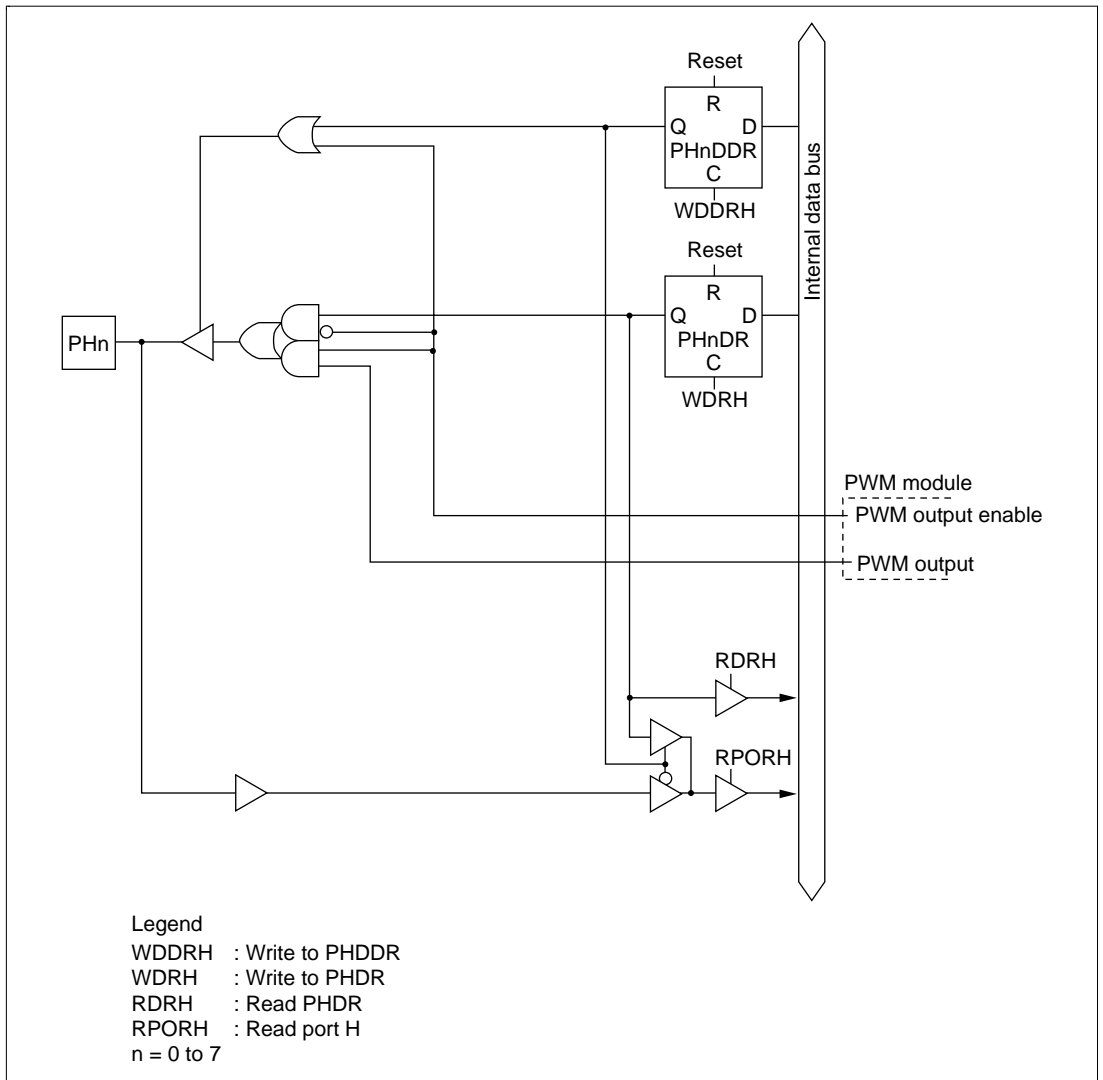 Reset
R
Q D
PHnDDR
C
WDDRH
Internal data bus
Reset
R
Q D
PHnDR
C
WDRH
PHn
PWM module
PWM output enable
PWM output
RDRH
RPORH
Legend
WDDRH : Write to PHDDR
WDRH : Write to PHDR
RDRH : Read PHDR
RPORH : Read port H
n = 0 to 7